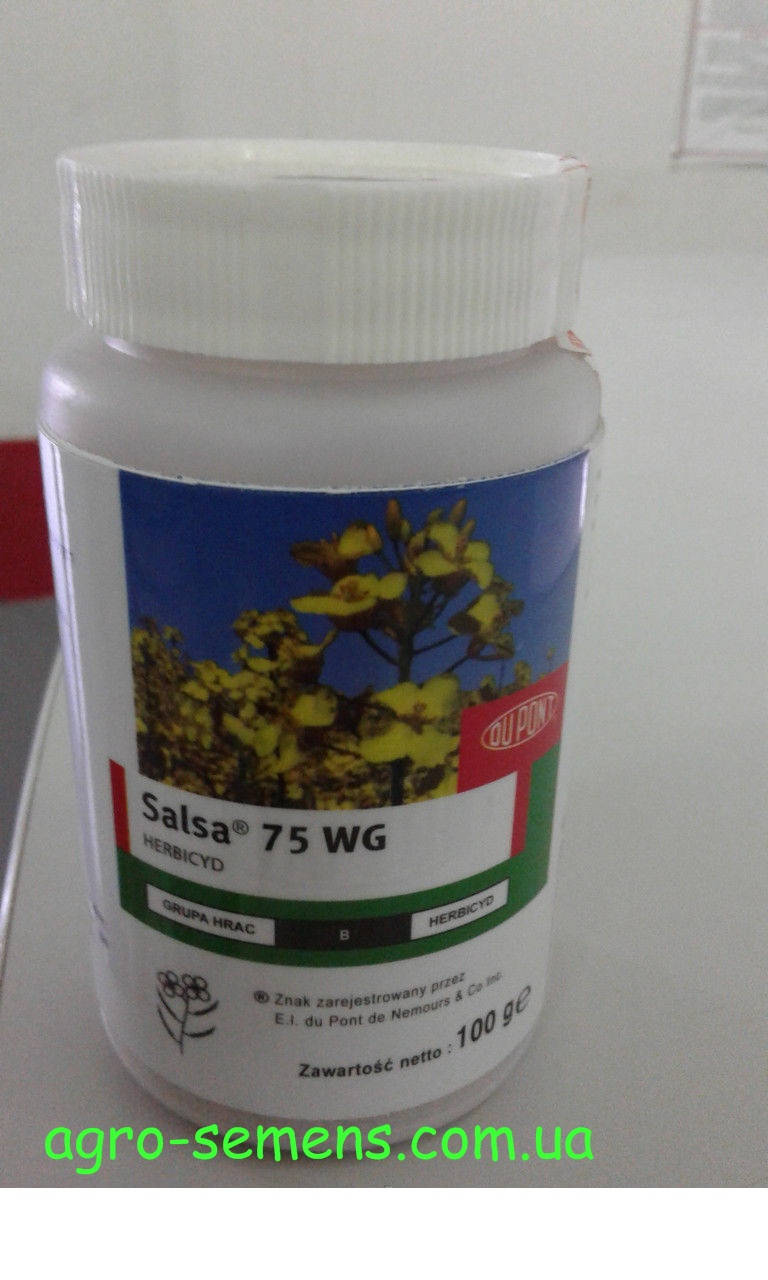 DU PONT
Salsa® 75 WG
HERBICYD
GRUPA HRAC B HERBICYD
® Znak zarejestrowany przez
E.I. du Pont de Nemours & Co Inc.
Zawartość netto : 100 g e
agro-semens.com.ua